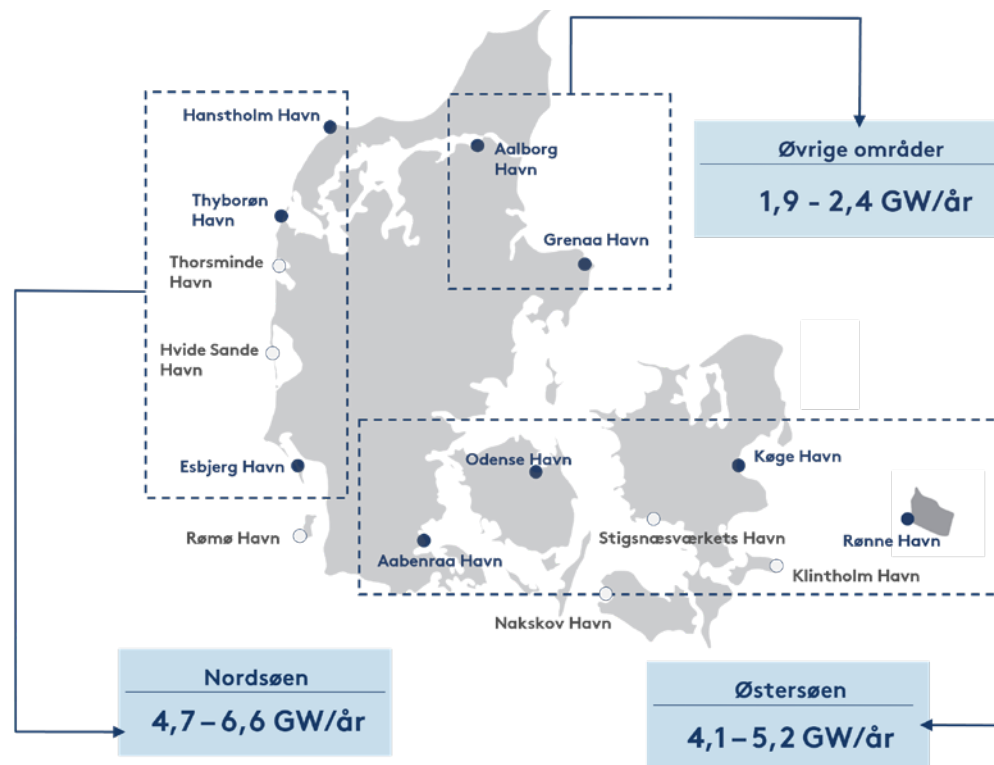 Hanstholm Havn
Aalborg
Havn
Øvrige områder
1,9 - 2,4 GW/år
Thyborøn
Havn
Grenaa Havn
Thorsminde
Havn
Hvide Sande
Havn
Esbjerg Havn
Odense Havn
Køge Havn
Rømø Havn
Aabenraa Havn
Stigsnæsværkets Havn
Rønne Havn
Klintholm Havn
Nakskov Havn
Nordsøen
4,7–6,6 GW/år
Østersøen
4,1–5,2 GW/år